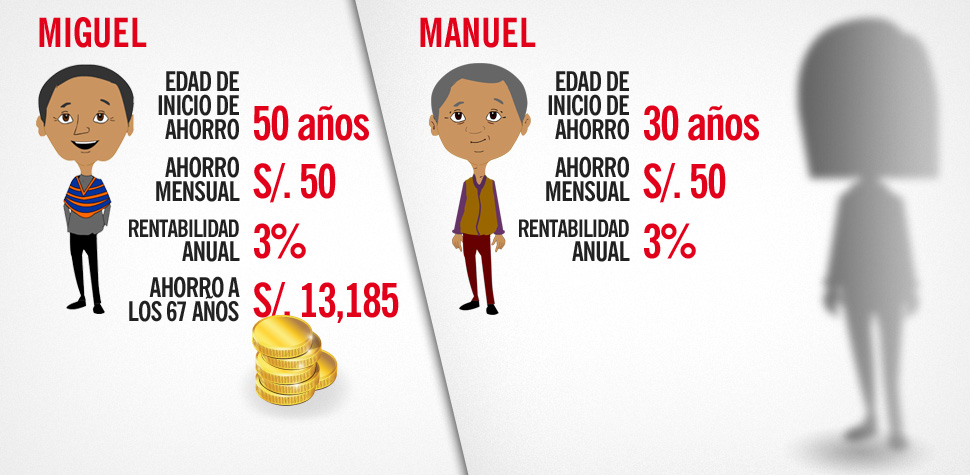 MIGUEL
EDAD DE
INICIO DE
AHORRO 50 años
AHORRO
MENSUAL S/. 50
RENTABILIDAD
ANUAL 3%
AHORRO A
LOS 67 AÑOS S/. 13,185
MANUEL
EDAD DE
INICIO DE
AHORRO 30 años
AHORRO
MENSUAL S/. 50
RENTABILIDAD
ANUAL 3%